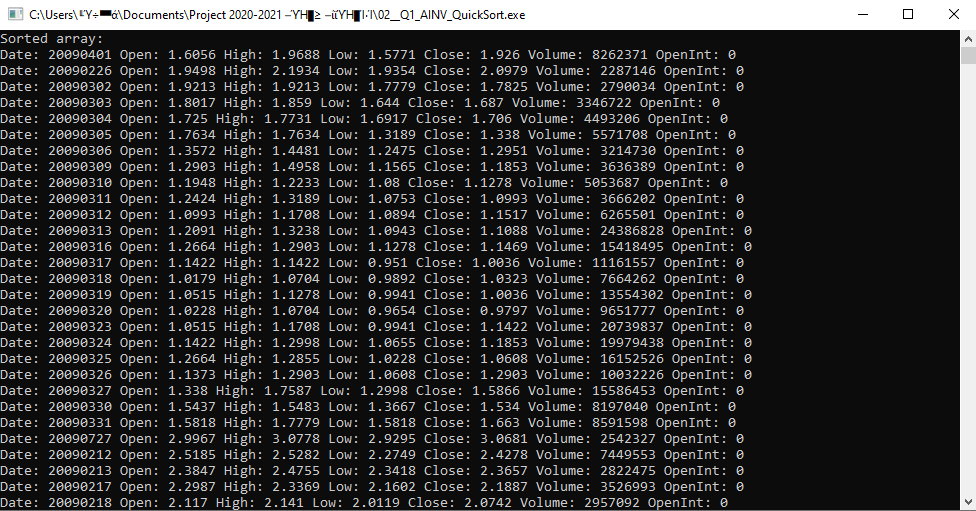 C:\Users\ \Documents\Project 2020-2021 \02__Q1_AINV_QuickSort.exe
Sorted array:
Date: 20090401 Open: 1.6056 High: 1.9688 Low: 1.5771 Close: 1.926 Volume: 8262371 OpenInt: 0
Date: 20090226 Open: 1.9498 High: 2.1934 Low: 1.9354 Close: 2.0979 Volume: 2287146 OpenInt: 0
Date: 20090302 Open: 1.9213 High: 1.9213 Low: 1.7779 Close: 1.7825 Volume: 2790034 OpenInt: 0
Date: 20090303 Open: 1.8017 High: 1.859 Low: 1.644 Close: 1.687 Volume: 3346722 OpenInt: 0
Date: 20090304 Open: 1.725 High: 1.7731 Low: 1.6917 Close: 1.706 Volume: 4493206 OpenInt: 0
Date: 20090305 Open: 1.7634 High: 1.7634 Low: 1.3189 Close: 1.338 Volume: 5571708 OpenInt: 0
Date: 20090306 Open: 1.3572 High: 1.4481 Low: 1.2475 Close: 1.2951 Volume: 3214730 OpenInt: 0
Date: 20090309 Open: 1.2903 High: 1.4958 Low: 1.1565 Close: 1.1853 Volume: 3636389 OpenInt: 0
Date: 20090310 Open: 1.1948 High: 1.2233 Low: 1.08 Close: 1.1278 Volume: 5053687 OpenInt: 0
Date: 20090311 Open: 1.2424 High: 1.3189 Low: 1.0753 Close: 1.0993 Volume: 3666202 OpenInt: 0
Date: 20090312 Open: 1.0993 High: 1.1708 Low: 1.0894 Close: 1.1517 Volume: 6265501 OpenInt: 0
Date: 20090313 Open: 1.2091 High: 1.3238 Low: 1.0943 Close: 1.1088 Volume: 24386828 OpenInt: 0
Date: 20090316 Open: 1.2664 High: 1.2903 Low: 1.1278 Close: 1.1469 Volume: 15418495 OpenInt: 0
Date: 20090317 Open: 1.1422 High: 1.1422 Low: 0.951 Close: 1.0036 Volume: 11161557 OpenInt: 0
Date: 20090318 Open: 1.0179 High: 1.0704 Low: 0.9892 Close: 1.0323 Volume: 7664262 OpenInt: 0
Date: 20090319 Open: 1.0515 High: 1.1278 Low: 0.9941 Close: 1.0036 Volume: 13554302 OpenInt: 0
Date: 20090320 Open: 1.0228 High: 1.0704 Low: 0.9654 Close: 0.9797 Volume: 9651777 OpenInt: 0
Date: 20090323 Open: 1.0515 High: 1.1708 Low: 0.9941 Close: 1.1422 Volume: 20739837 OpenInt: 0
Date: 20090324 Open: 1.1422 High: 1.2998 Low: 1.0655 Close: 1.1853 Volume: 19979438 OpenInt: 0
Date: 20090325 Open: 1.2664 High: 1.2855 Low: 1.0228 Close: 1.0608 Volume: 16152526 OpenInt: 0
Date: 20090326 Open: 1.1373 High: 1.2903 Low: 1.0608 Close: 1.2903 Volume: 10032226 OpenInt: 0
Date: 20090327 Open: 1.338 High: 1.7587 Low: 1.2998 Close: 1.5866 Volume: 15586453 OpenInt: 0
Date: 20090330 Open: 1.5437 High: 1.5483 Low: 1.3667 Close: 1.534 Volume: 8197040 OpenInt: 0
Date: 20090331 Open: 1.5818 High: 1.7779 Low: 1.5818 Close: 1.663 Volume: 8591598 OpenInt: 0
Date: 20090727 Open: 2.9967 High: 3.0778 Low: 2.9295 Close: 3.0681 Volume: 2542327 OpenInt: 0
Date: 20090212 Open: 2.5185 High: 2.5282 Low: 2.2749 Close: 2.4278 Volume: 7449553 OpenInt: 0
Date: 20090213 Open: 2.3847 High: 2.4755 Low: 2.3418 Close: 2.3657 Volume: 2822475 OpenInt: 0
Date: 20090217 Open: 2.2987 High: 2.3369 Low: 2.1602 Close: 2.1887 Volume: 3526993 OpenInt: 0
Date: 20090218 Open: 2.117 High: 2.141 Low: 2.0119 Close: 2.0742 Volume: 2957092 OpenInt: 0